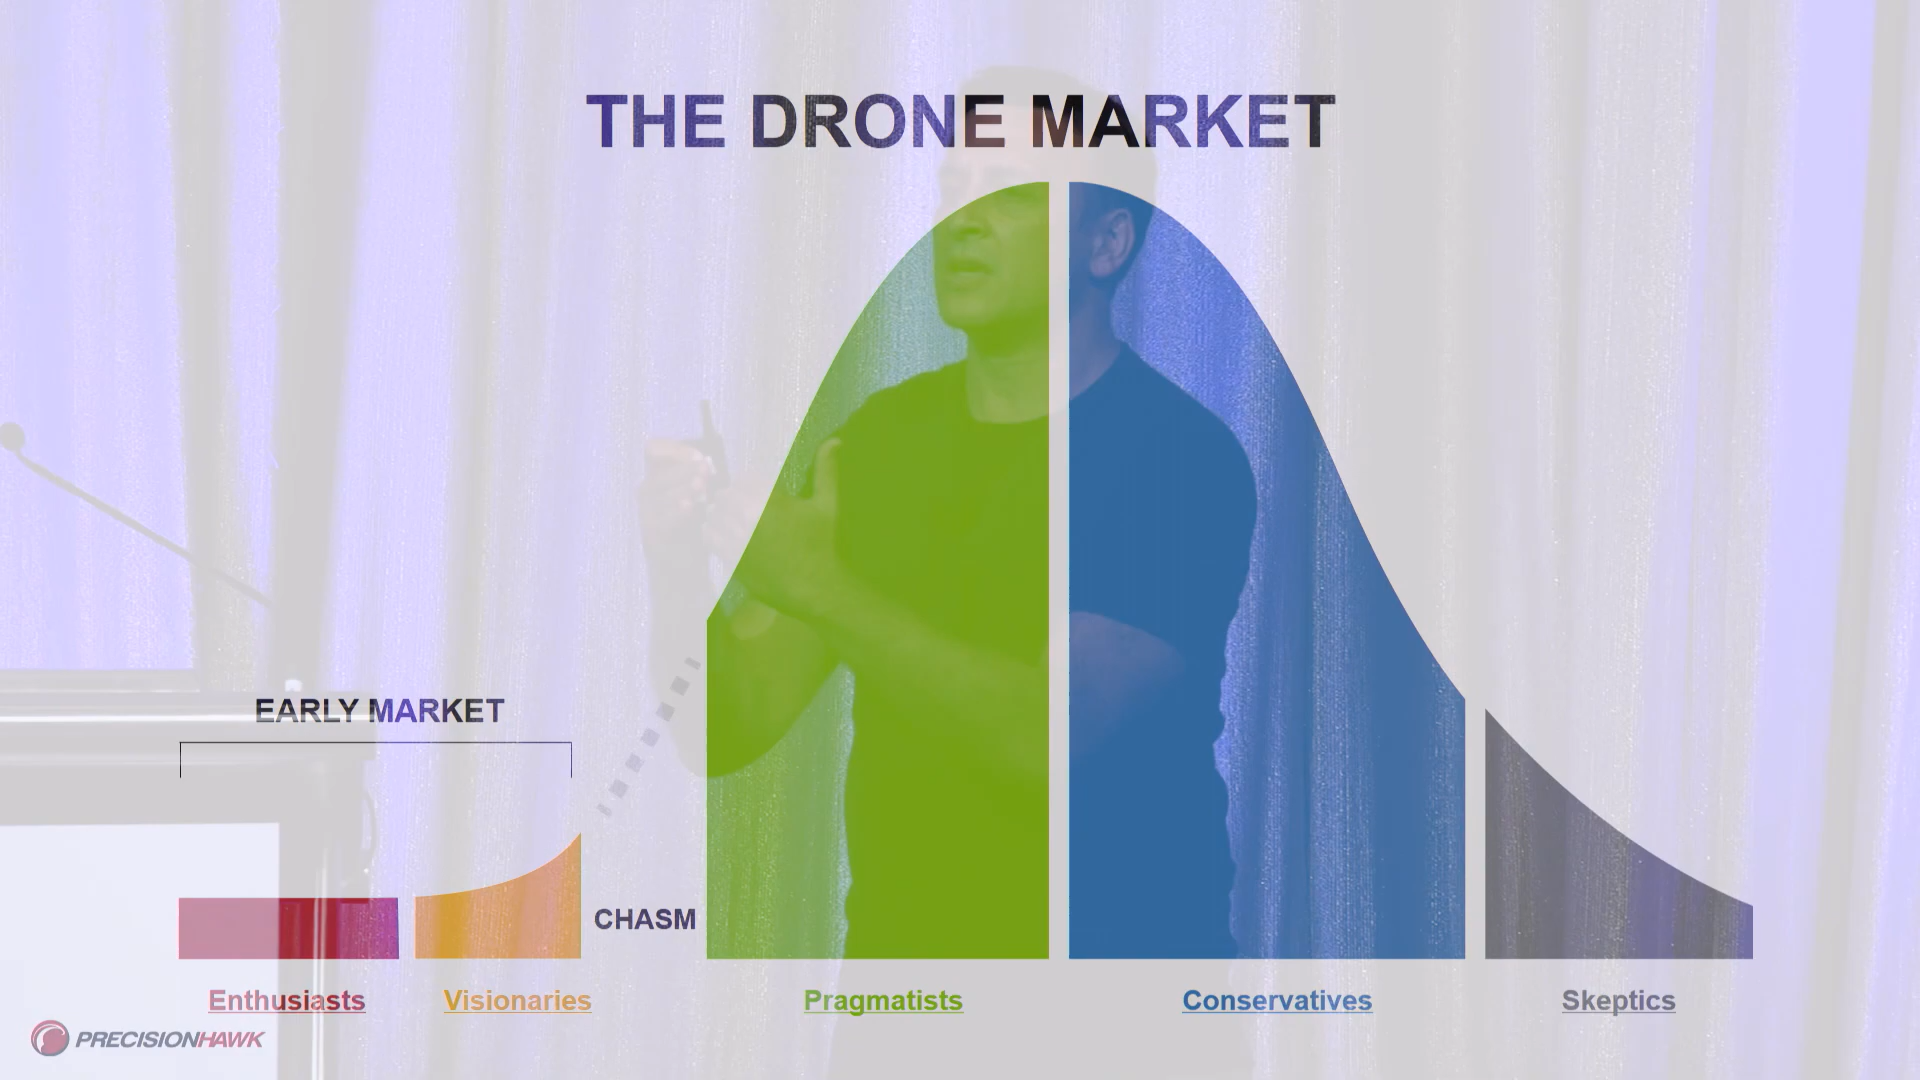 THE DRONE MARKET
EARLY MARKET
CHASM
Enthusiasts
Visionaries
Pragmatists
Conservatives
Skeptics
PRECISIONHAWK